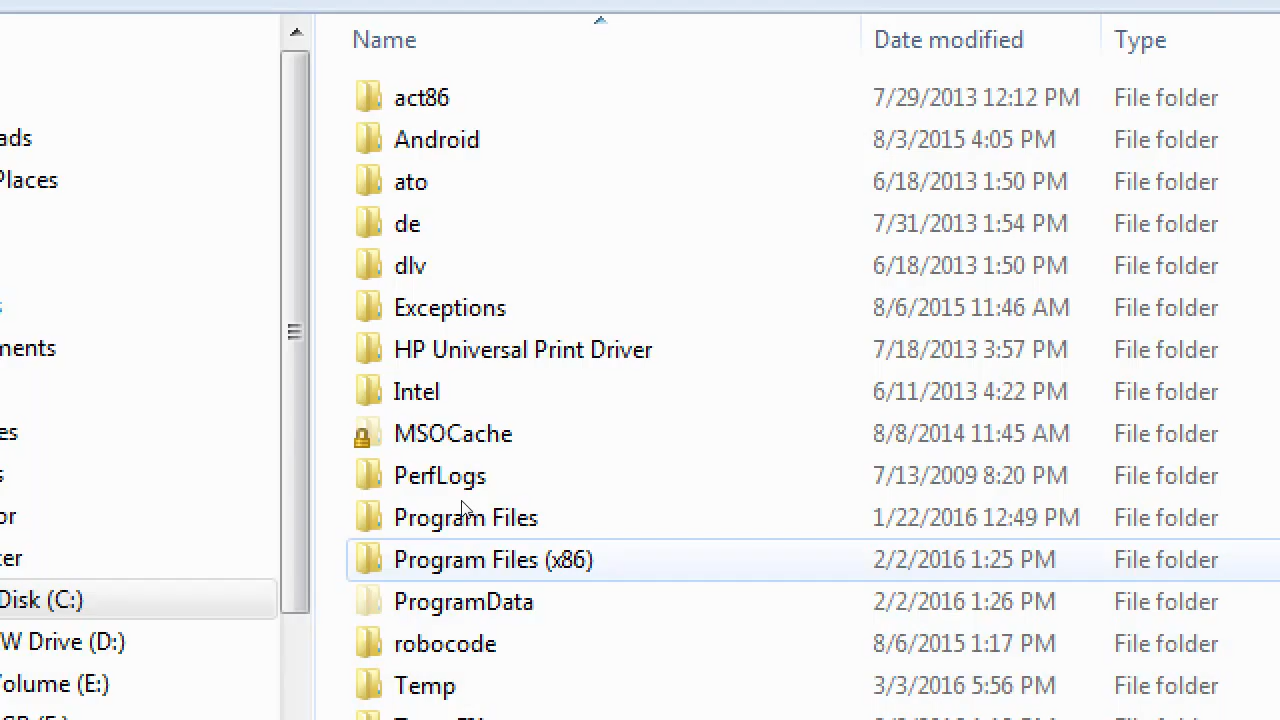 Name Date modified Type
act86 7/29/2013 12:12 PM File folder
Android 8/3/2015 4:05 PM File folder
ads
ato 6/18/2013 1:50 PM File folder
Places
de 7/31/2013 1:54 PM File folder
dlv 6/18/2013 1:50 PM File folder
Exceptions 8/6/2015 11:46 AM File folder
HP Universal Print Driver 7/18/2013 3:57 PM File folder
ments
Intel 6/11/2013 4:22 PM File folder
MSOCache 8/8/2014 11:45 AM File folder
es
PerfLogs 7/13/2009 8:20 PM File folder
Program Files 1/22/2016 12:49 PM File folder
or
Program Files (x86) 2/2/2016 1:25 PM File folder
ter
ProgramData 2/2/2016 1:26 PM File folder
Disk (C:)
robocode 8/6/2015 1:17 PM File folder
W Drive (D:)
Temp 3/3/2016 5:56 PM File folder
olume (E:)